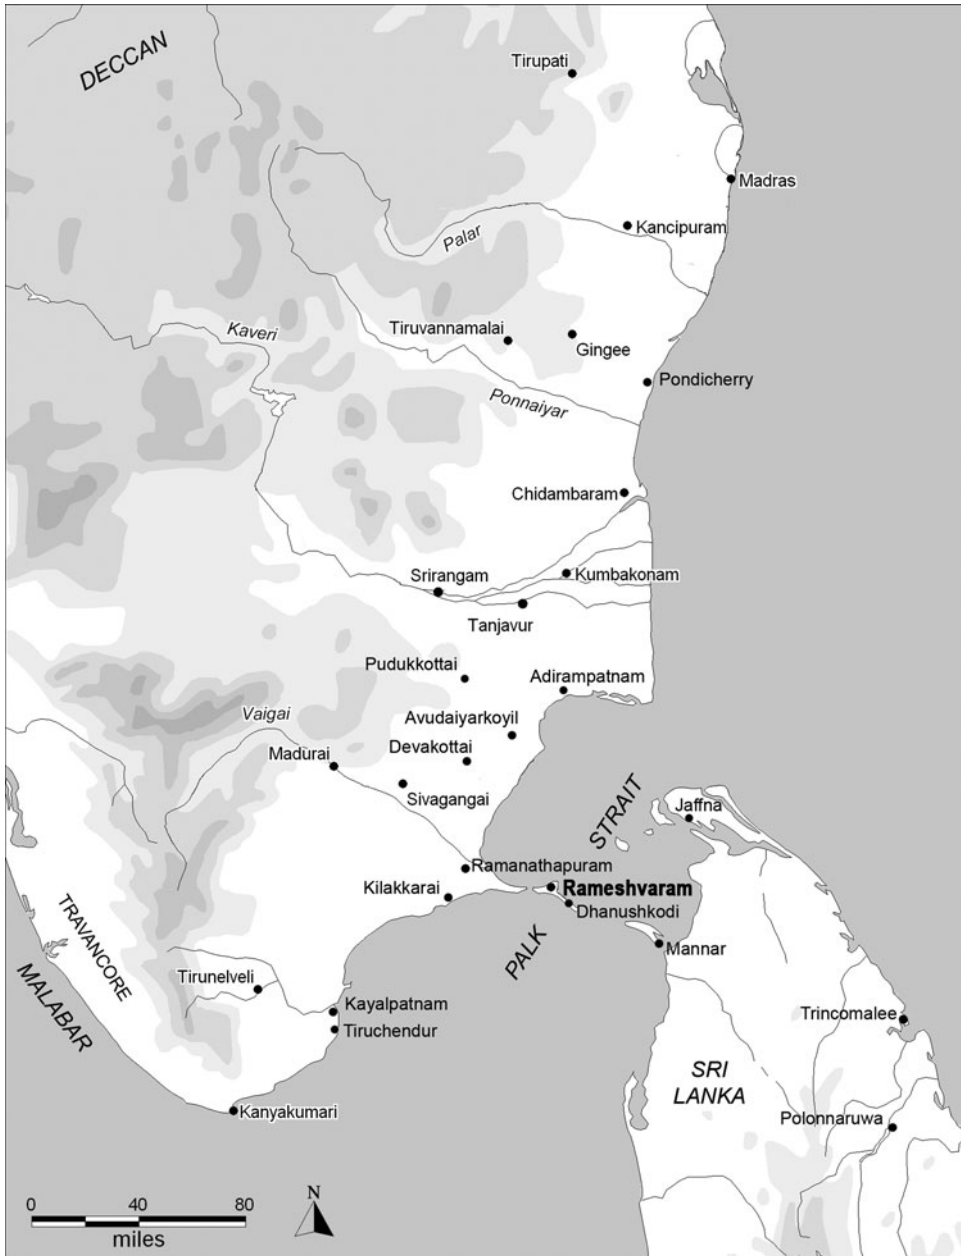 DECCAN
Tirupati
Madras
Kancipuram
Palar
Kaveri
Tiruvannamalai
Gingee
Pondicherry
Ponnaiyar
Chidambaram
Srirangam
Kumbakonam
Tanjavur
Pudukkottai
Adirampatnam
Vaigai
Avudaiyarkoyil
Madurai
Devakottai
Sivagangai
STRAIT
Jaffna
Ramanathapuram
Kilakkarai
Rameshvaram
Dhanushkodi
PALK
Mannar
TRAVANCORE
MALABAR
Tirunelveli
Kayalpatnam
Tiruchendur
Trincomalee
SRI
LANKA
Polonnaruwa
Kanyakumari
N
0 40 80
miles